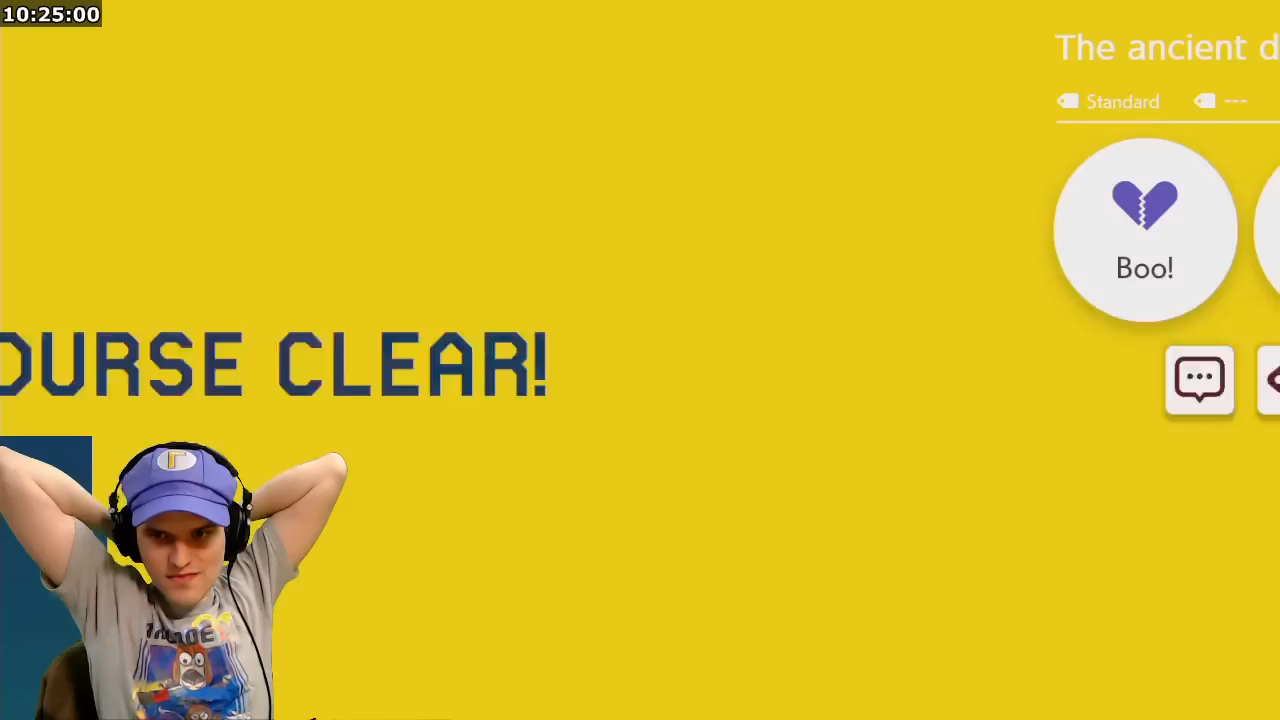 10:25:00
The ancient d
Standard ---
Boo!
OURSE CLEAR!